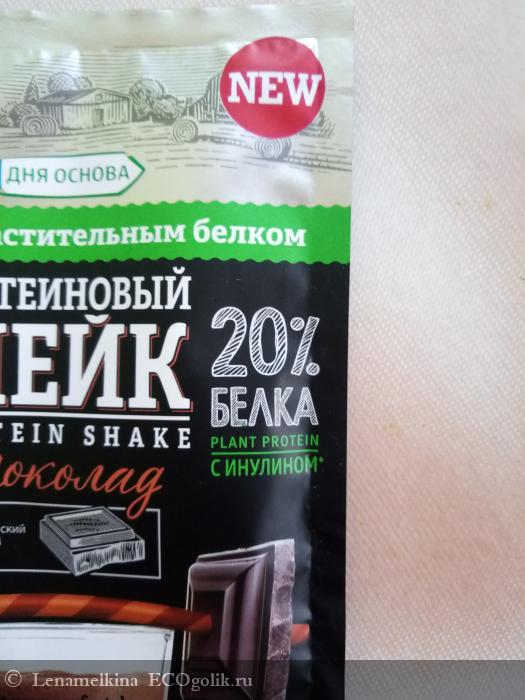 NEW
ДНЯ ОСНОВА
астительным белком
ТЕИНОВЫЙ
ЕЙК
20%
БЕЛКА
TEIN SHAKE
PLANT PROTEIN
С ИНУЛИНОМ*
околад
© Lenamelkina ECOgolik.ru